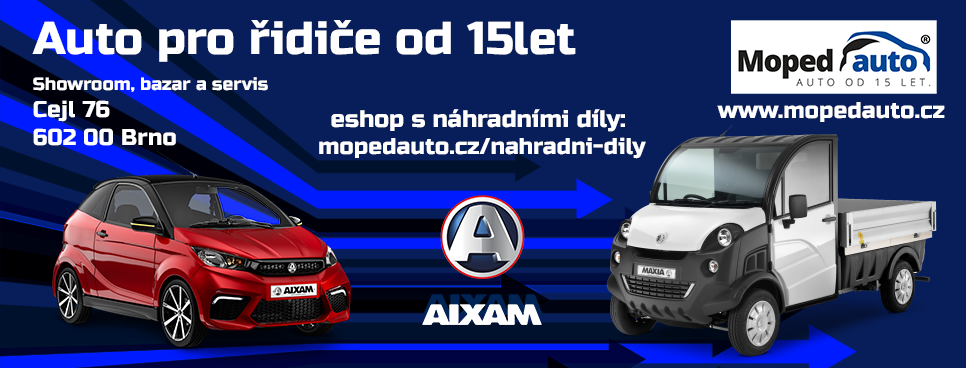 Auto pro řidiče od 15let
Showroom, bazar a servis
Cejl 76
602 00 Brno
eshop s náhradními díly:
mopedauto.cz/nahradni-dily
Moped auto®
AUTO OD 15 LET.
www.mopedauto.cz
A
AIXAM
AIXAM
MAXIA